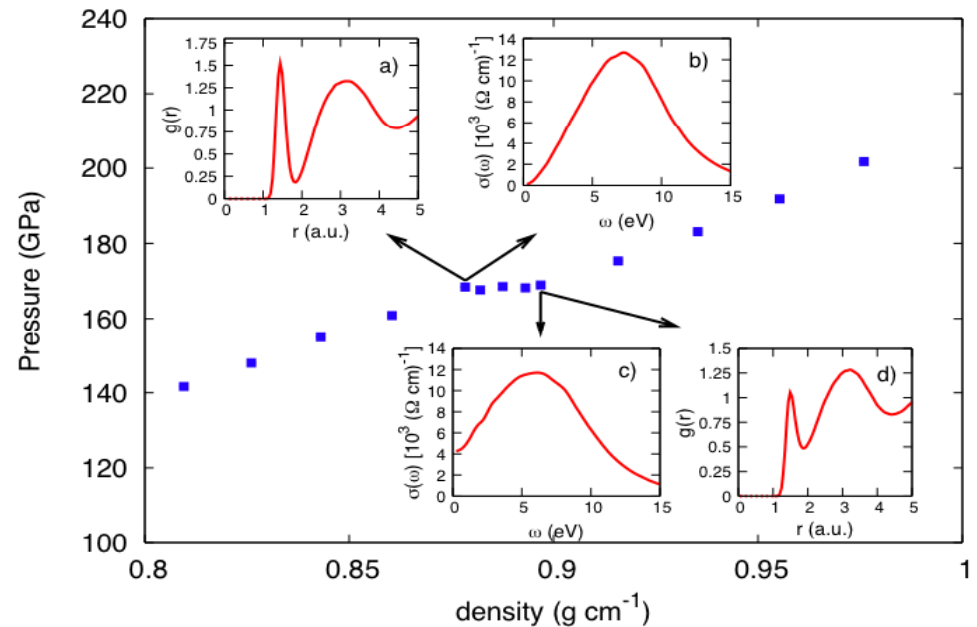 240
220
200
180
160
140
120
100
Pressure (GPa)
0.8
0.85
0.9
0.95
1
density (g cm⁻¹)
a)
1.75
1.5
1.25
1
0.75
0.5
0.25
0
g(r)
0 1 2 3 4 5
r (a.u.)
b)
14
12
10
8
6
4
2
0
σ(ω) [10³ (Ω cm)⁻¹]
0 5 10 15
ω (eV)
c)
14
12
10
8
6
4
2
0
σ(ω) [10³ (Ω cm)⁻¹]
0 5 10 15
ω (eV)
d)
1.5
1.25
1
0.75
0.5
0.25
0
g(r)
0 1 2 3 4 5
r (a.u.)